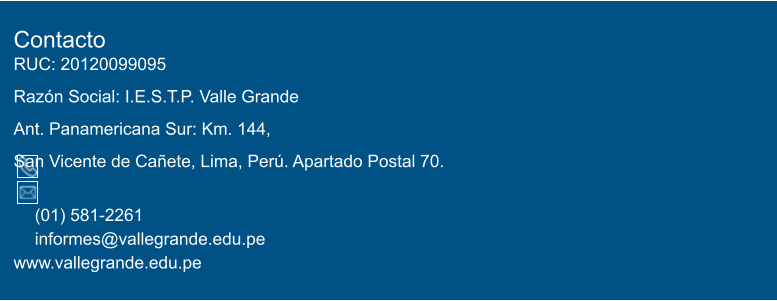 Contacto
RUC: 20120099095
Razón Social: I.E.S.T.P. Valle Grande
Ant. Panamericana Sur: Km. 144,
San Vicente de Cañete, Lima, Perú. Apartado Postal 70.
(01) 581-2261
informes@vallegrande.edu.pe
www.vallegrande.edu.pe